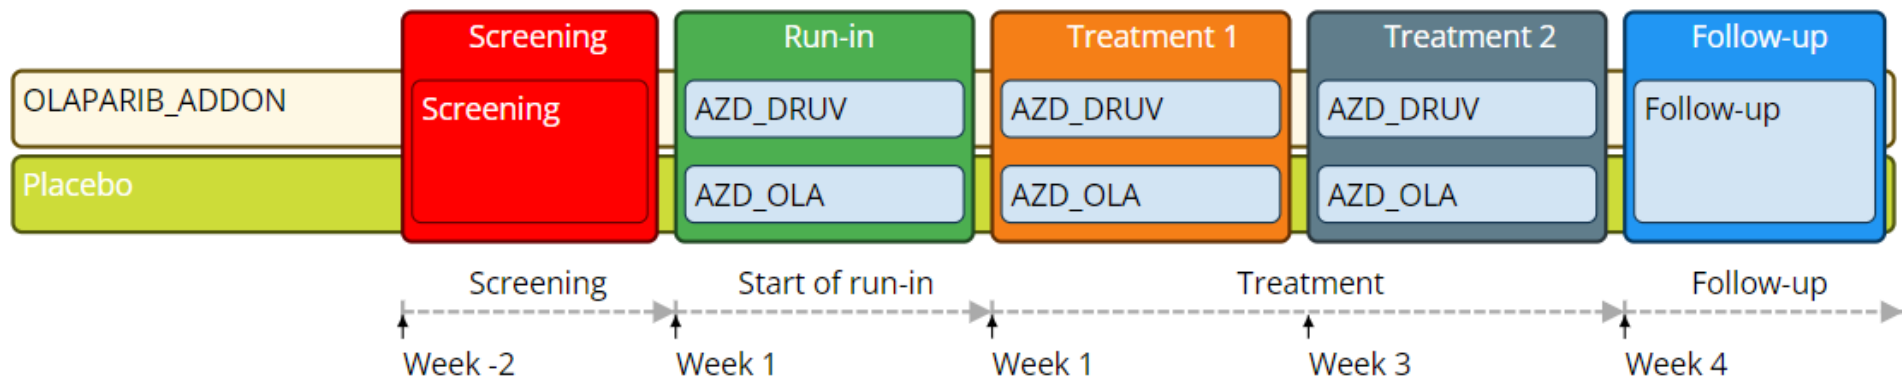 Screening
Run-in
Treatment 1
Treatment 2
Follow-up
OLAPARIB_ADDON
Screening
AZD_DRUV
AZD_DRUV
AZD_DRUV
Follow-up
Placebo
AZD_OLA
AZD_OLA
AZD_OLA
Screening
Start of run-in
Treatment
Follow-up
Week -2
Week 1
Week 1
Week 3
Week 4